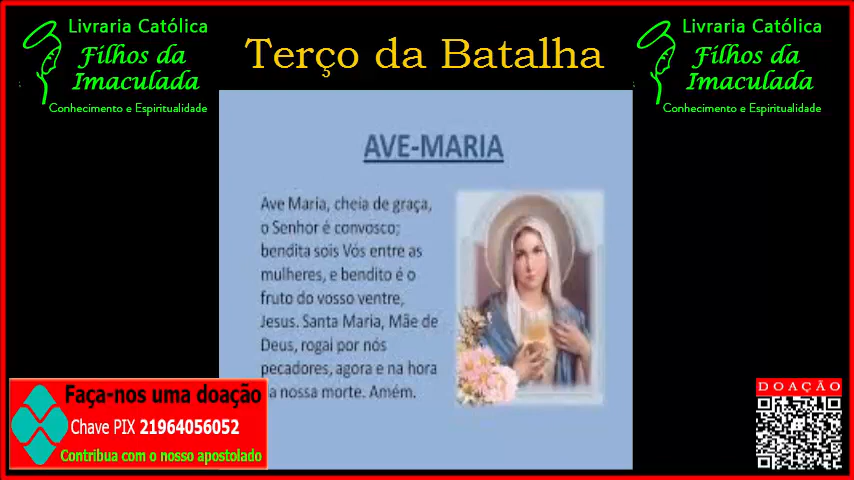 Livraria Católica
Filhos da
Imaculada
Conhecimento e Espiritualidade
Terço da Batalha
Livraria Católica
Filhos da
Imaculada
Conhecimento e Espiritualidade
AVE-MARIA
Ave Maria, cheia de graça,
o Senhor é convosco;
bendita sois Vós entre as
mulheres, e bendito é o
fruto do vosso ventre,
Jesus. Santa Maria, Mãe de
Deus, rogai por nós
pecadores, agora e na hora
a nossa morte. Amém.
Faça-nos uma doação
Chave PIX 21964056052
Contribua com o nosso apostolado
DOAÇÃO